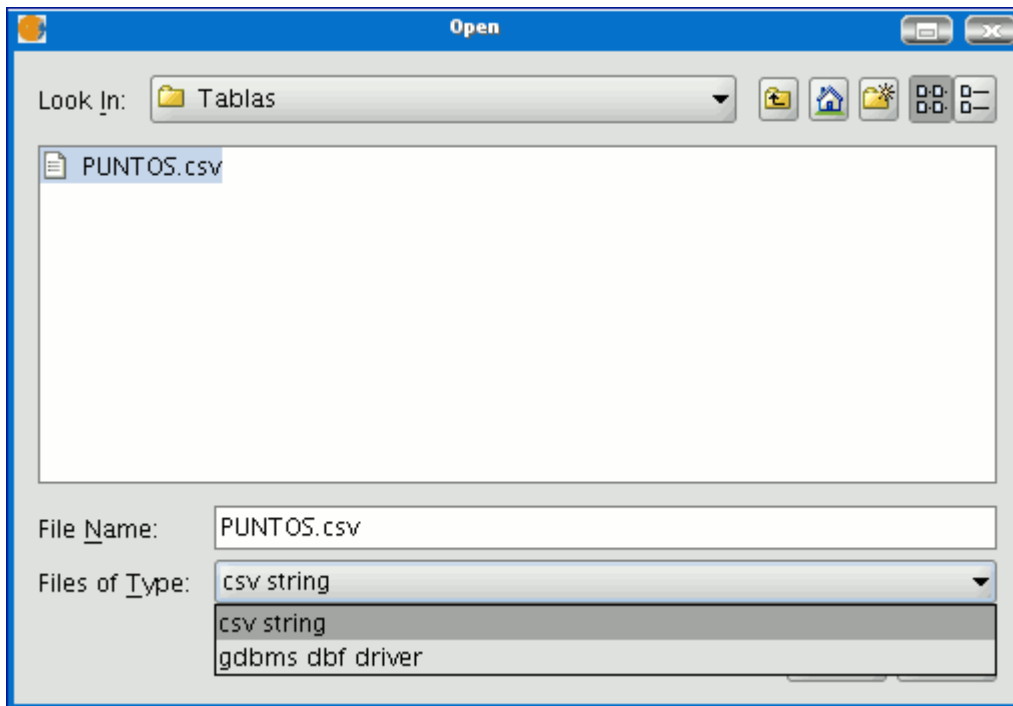 Open
Look In: Tablas
PUNTOS.csv
File Name: PUNTOS.csv
Files of Type: csv string
csv string
gdbms dbf driver